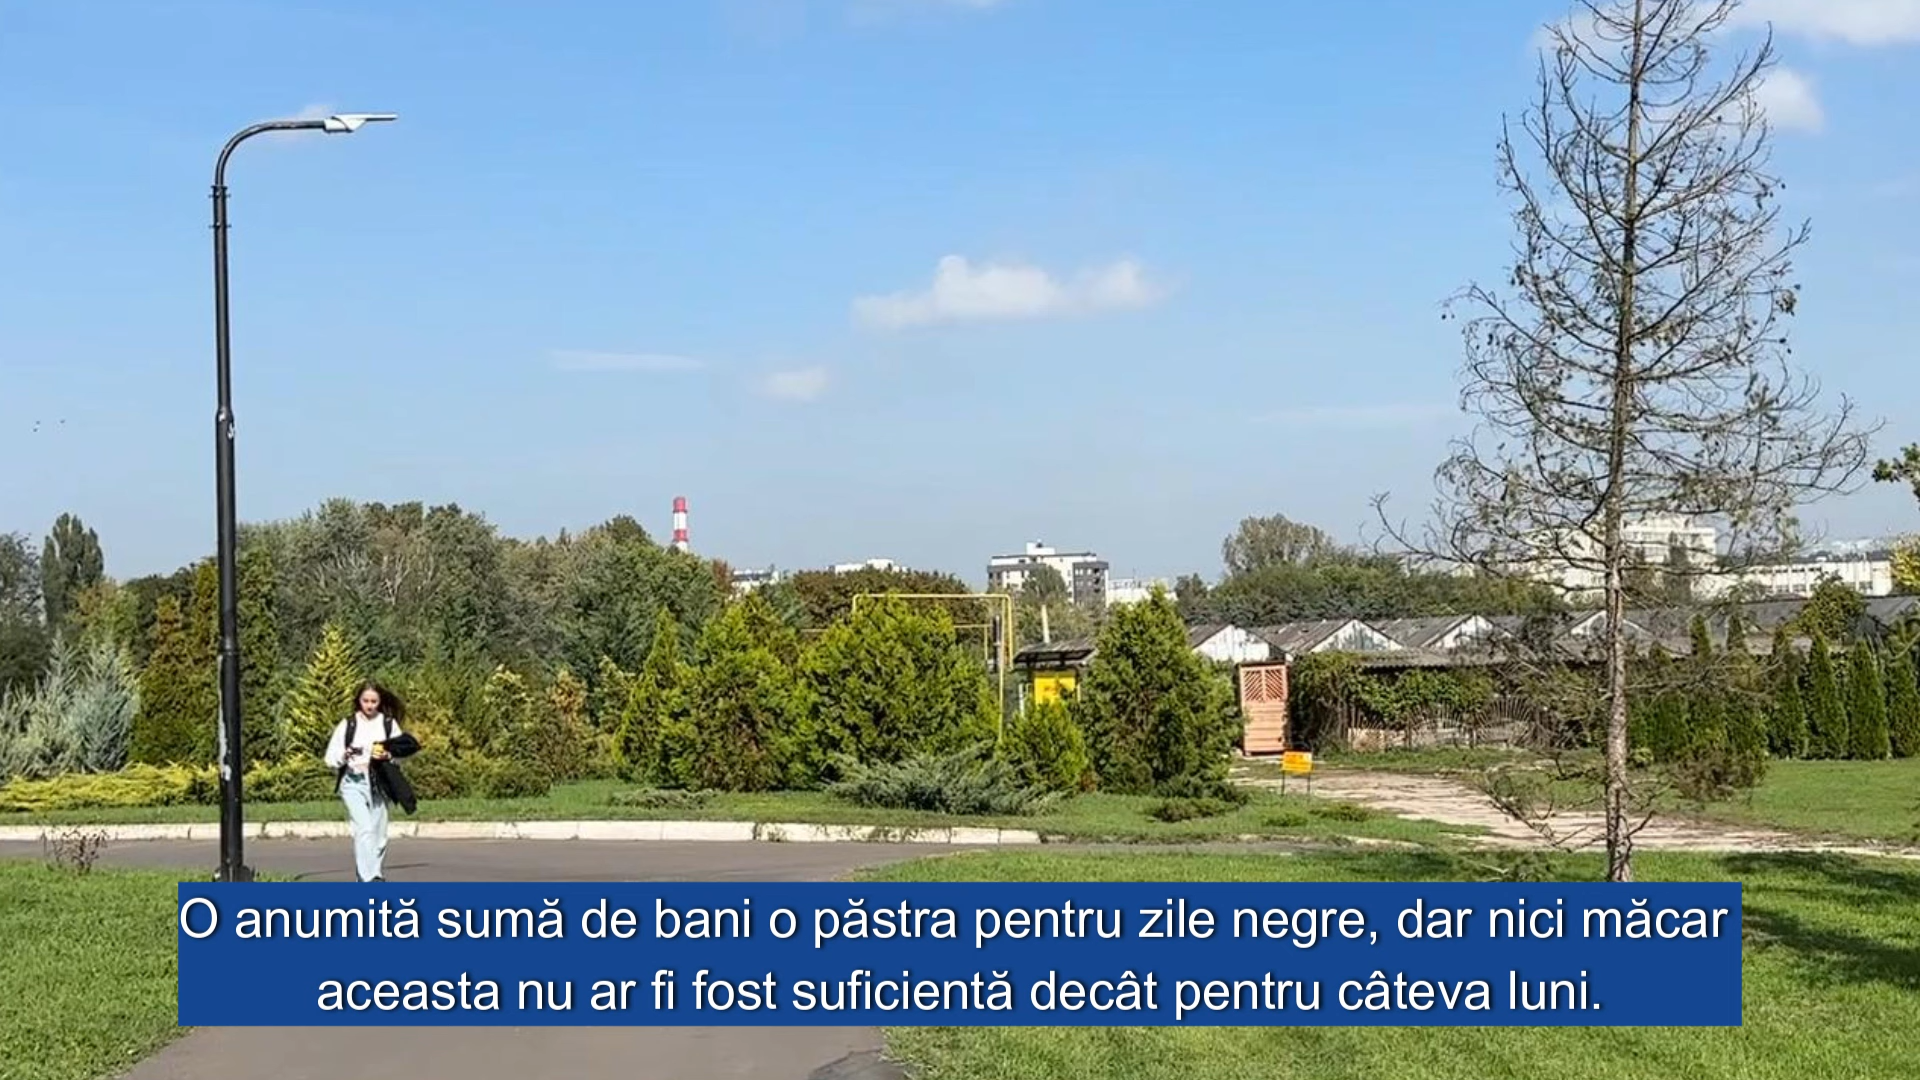 O anumită sumă de bani o păstra pentru zile negre, dar nici măcar
aceasta nu ar fi fost suficientă decât pentru câteva luni.